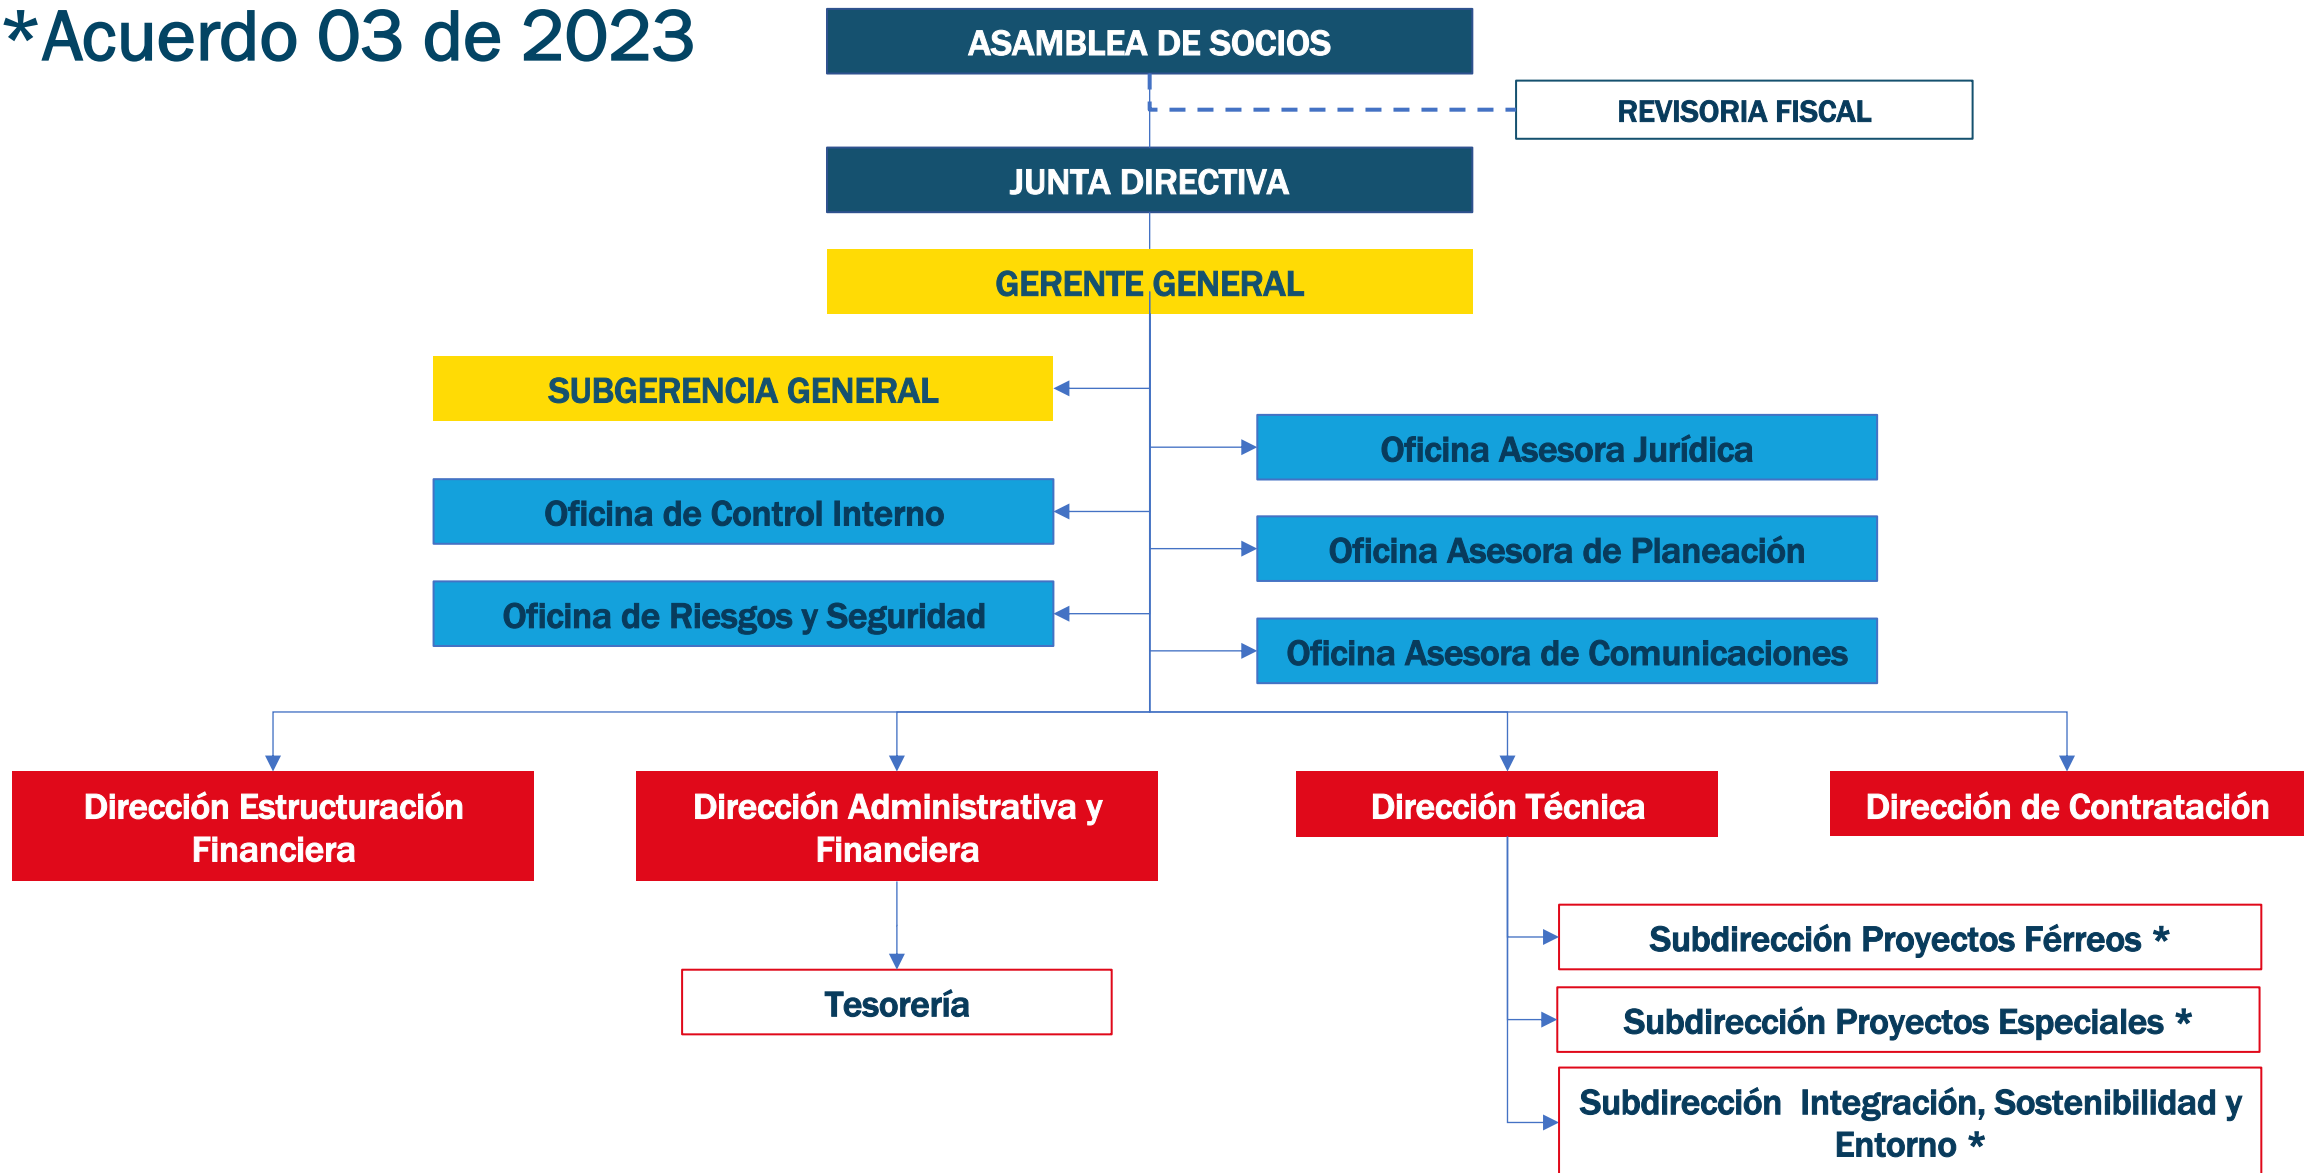 *Acuerdo 03 de 2023
ASAMBLEA DE SOCIOS
REVISORIA FISCAL
JUNTA DIRECTIVA
GERENTE GENERAL
SUBGERENCIA GENERAL
Oficina Asesora Jurídica
Oficina de Control Interno
Oficina Asesora de Planeación
Oficina de Riesgos y Seguridad
Oficina Asesora de Comunicaciones
Dirección Estructuración
Financiera
Dirección Administrativa y
Financiera
Dirección Técnica
Dirección de Contratación
Tesorería
Subdirección Proyectos Férreos *
Subdirección Proyectos Especiales *
Subdirección  Integración, Sostenibilidad y
Entorno *